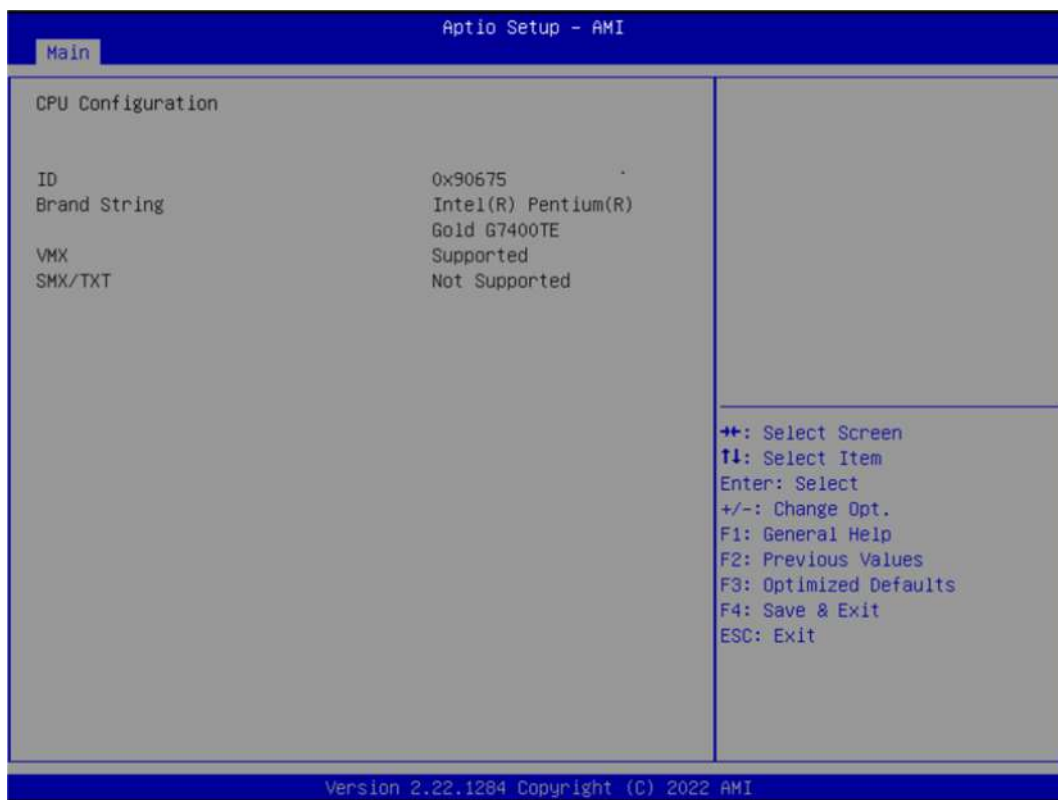 Aptio Setup – AMI
Main
CPU Configuration
ID 0x90675
Brand String Intel(R) Pentium(R)
Gold G7400TE
VMX Supported
SMX/TXT Not Supported
→←: Select Screen
↑↓: Select Item
Enter: Select
+/-: Change Opt.
F1: General Help
F2: Previous Values
F3: Optimized Defaults
F4: Save & Exit
ESC: Exit
Version 2.22.1284 Copyright (C) 2022 AMI